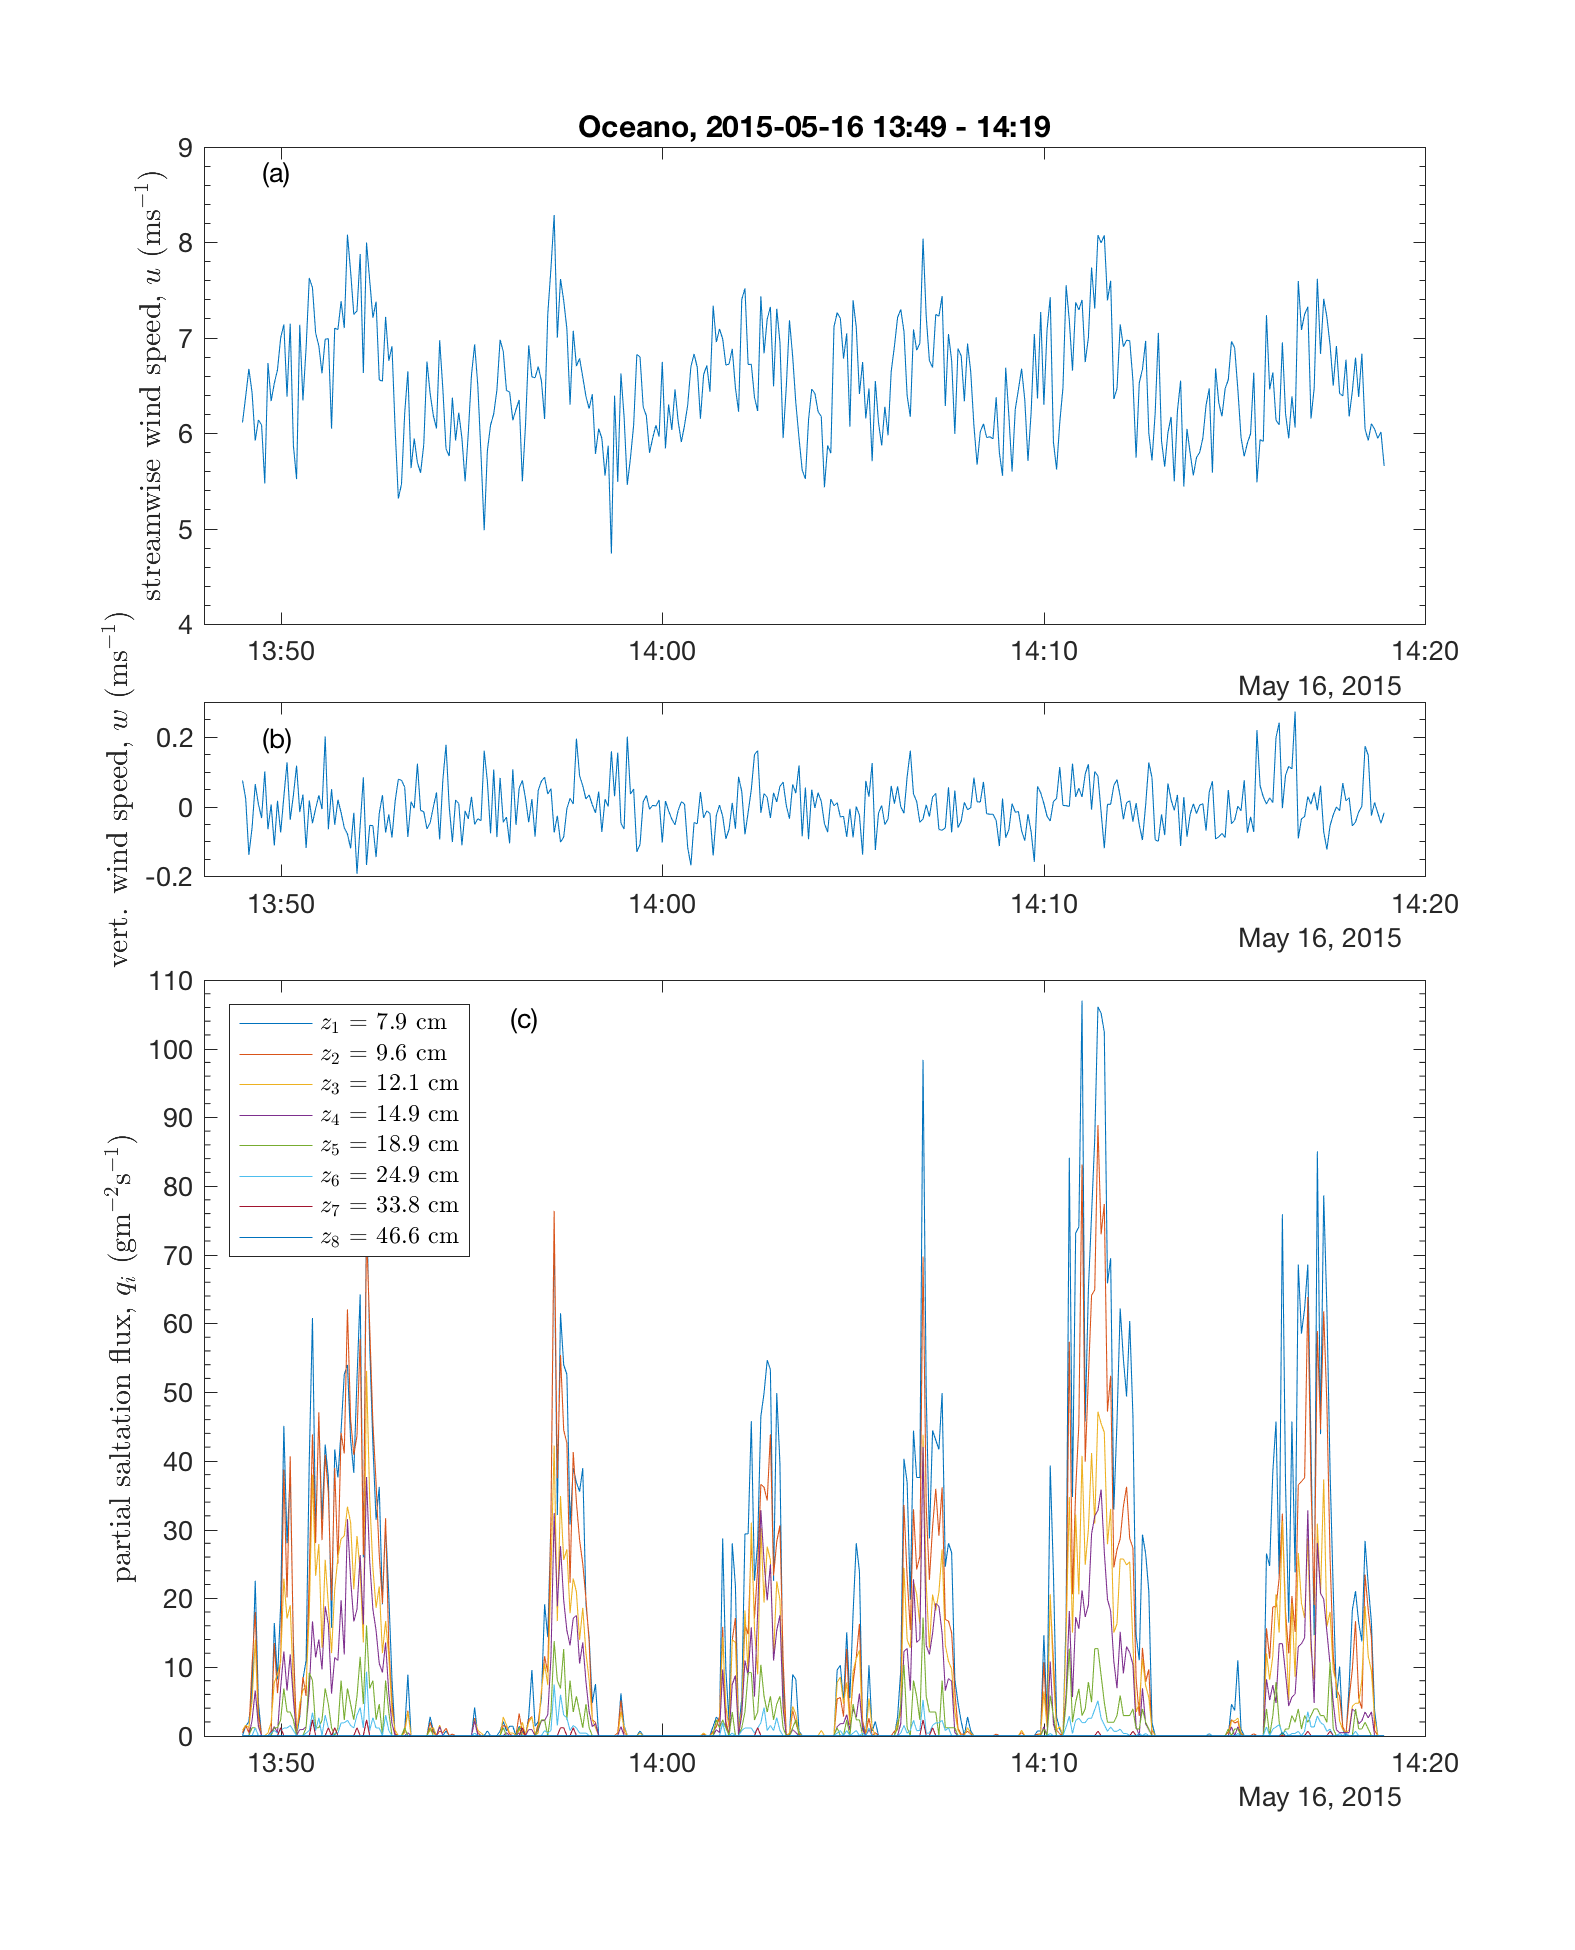 Oceano, 2015-05-16 13:49 - 14:19
(a)
streamwise wind speed, u (ms⁻¹)
9
8
7
6
5
4
13:50 14:00 14:10 14:20
May 16, 2015
(b)
vert. wind speed, w (ms⁻¹)
0.2
0
-0.2
13:50 14:00 14:10 14:20
May 16, 2015
(c)
partial saltation flux, qᵢ (gm⁻²s⁻¹)
110
100
90
80
70
60
50
40
30
20
10
0
z₁ = 7.9 cm
z₂ = 9.6 cm
z₃ = 12.1 cm
z₄ = 14.9 cm
z₅ = 18.9 cm
z₆ = 24.9 cm
z₇ = 33.8 cm
z₈ = 46.6 cm
13:50 14:00 14:10 14:20
May 16, 2015